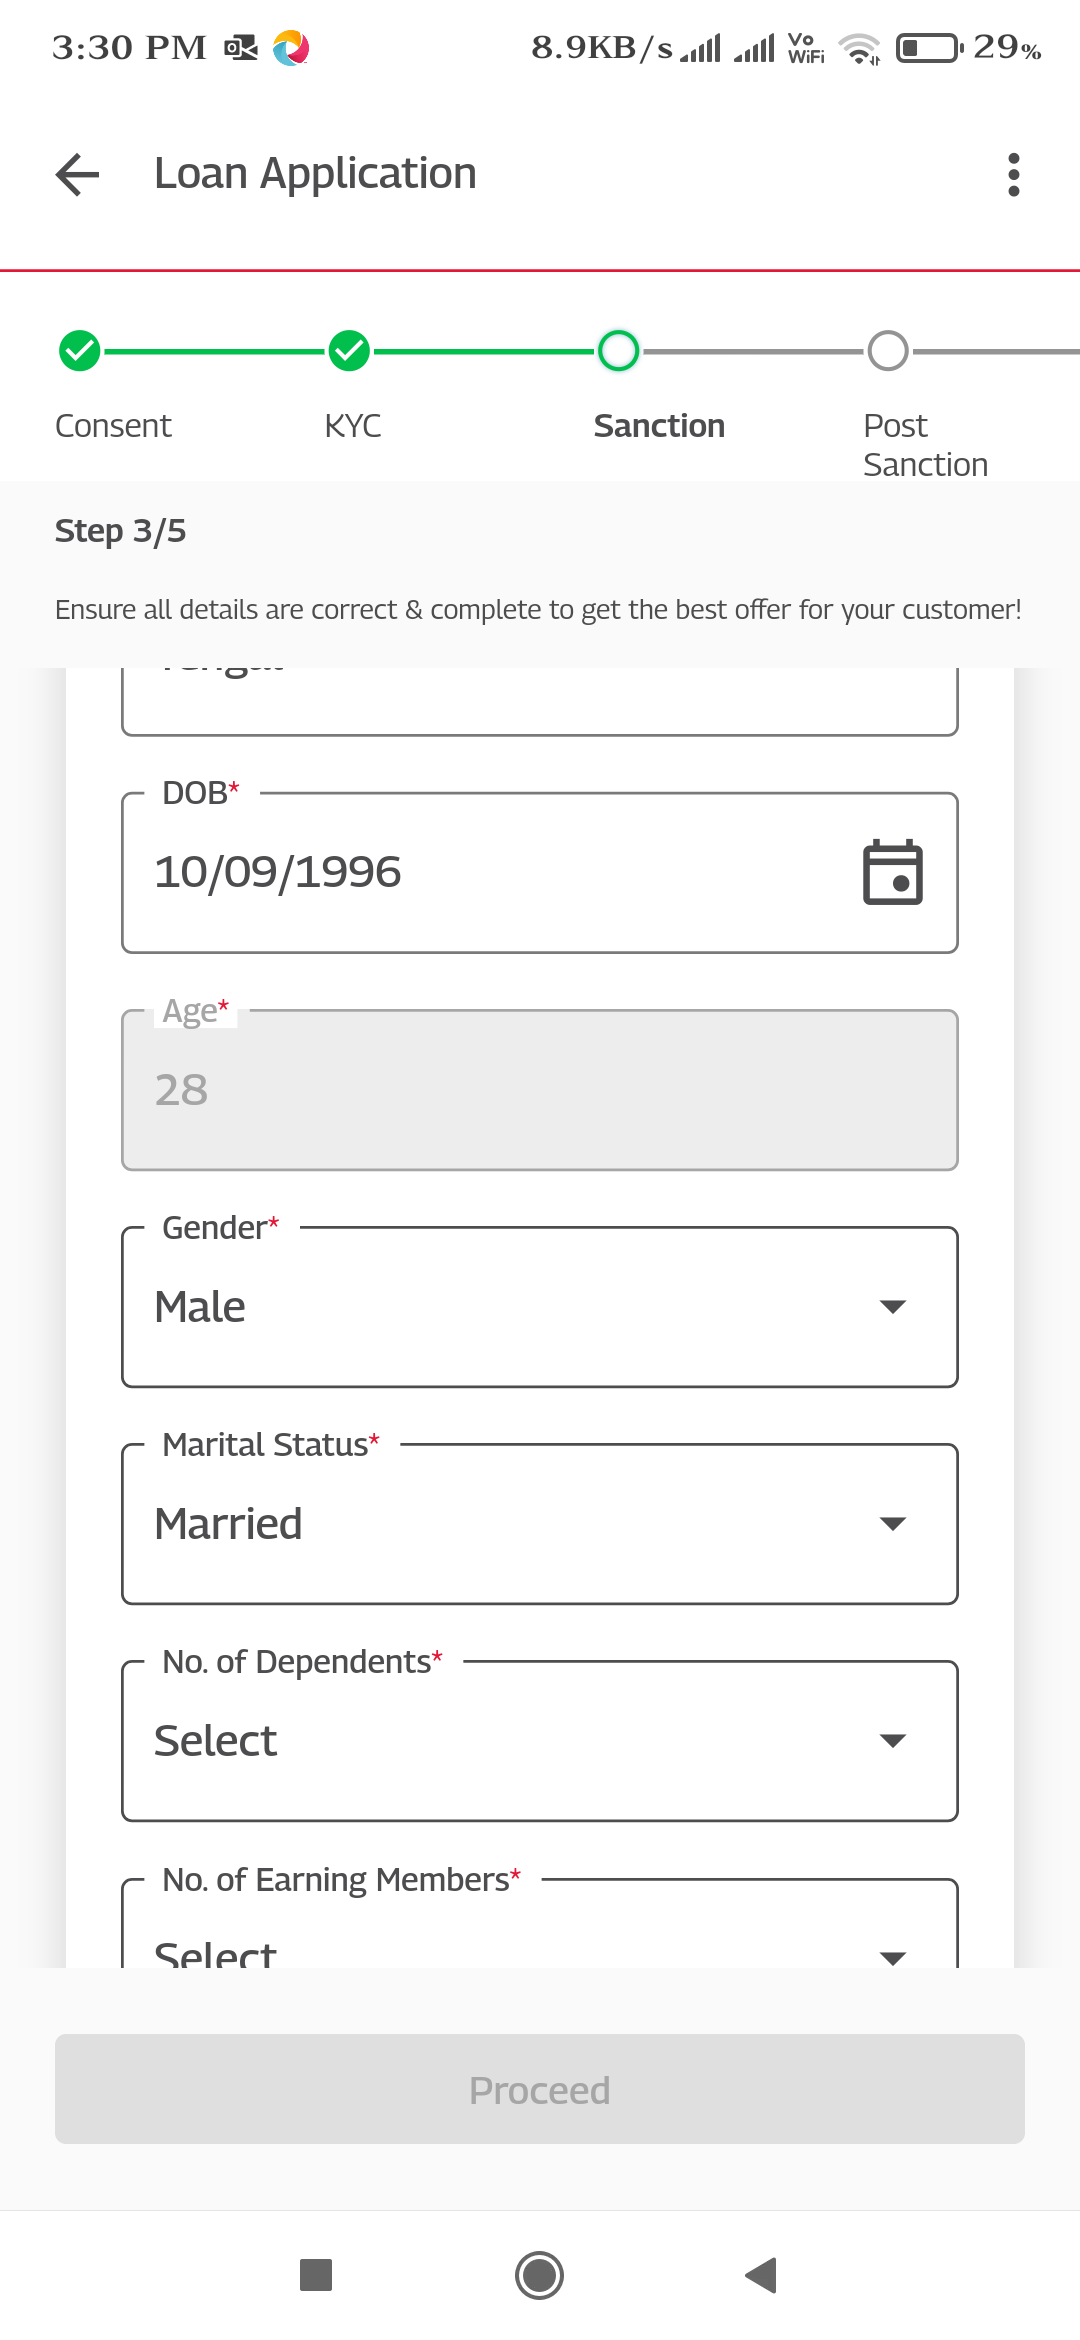 3:30 PM
8.9KB/s
Vo
WiFi
29%
Loan Application
Consent
KYC
Sanction
Post
Sanction
Step 3/5
Ensure all details are correct & complete to get the best offer for your customer!
DOB*
10/09/1996
Age*
28
Gender*
Male
Marital Status*
Married
No. of Dependents*
Select
No. of Earning Members*
Select
Proceed